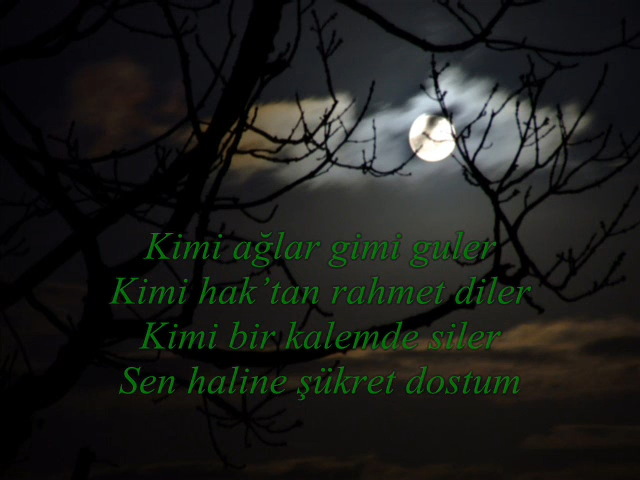 Kimi ağlar gimi guler
Kimi hak’tan rahmet diler
Kimi bir kalemde siler
Sen haline şükret dostum